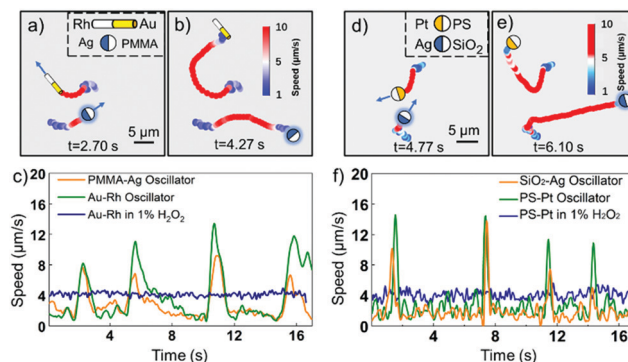 a)
Rh Au
Ag PMMA
5 µm
t=2.70 s
b)
10
Speed (µm/s)
1
t=4.27 s
d)
Pt PS
Ag SiO2
5 µm
t=4.77 s
e)
10
5
1
Speed (µm/s)
t=6.10 s
c)
20
16
12
8
4
0
Speed (µm/s)
PMMA-Ag Oscillator
Au-Rh Oscillator
Au-Rh in 1% H2O2
4 8 12 16
Time (s)
f)
20
16
12
8
4
0
Speed (µm/s)
SiO2-Ag Oscillator
PS-Pt Oscillator
PS-Pt in 1% H2O2
4 8 12 16
Time (s)